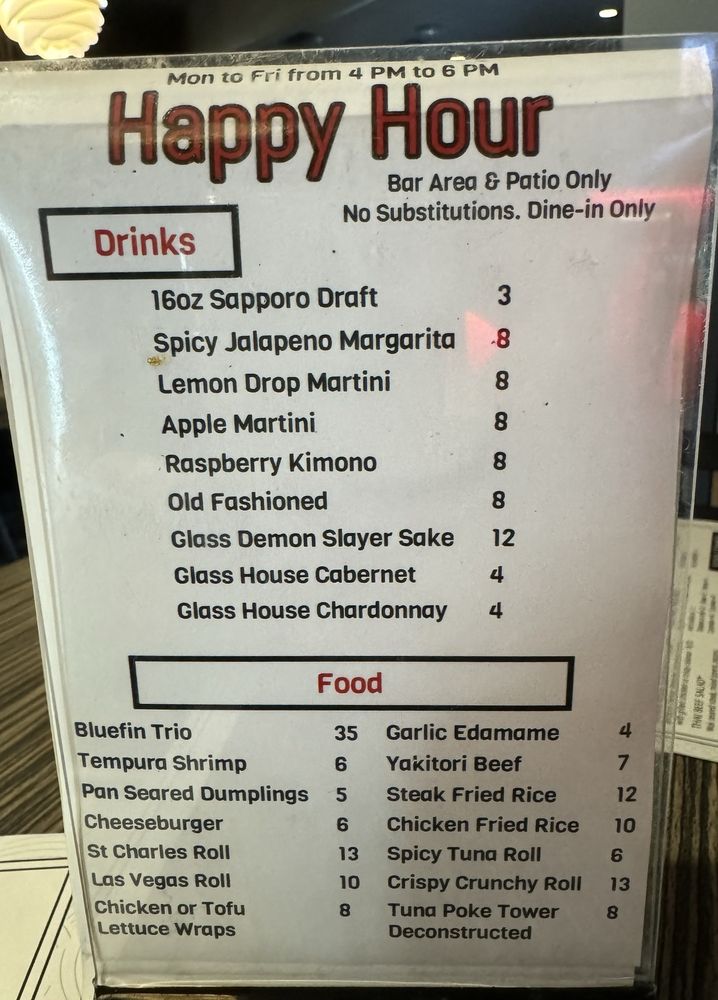 Mon to Fri from 4 PM to 6 PM
Happy Hour
Bar Area & Patio Only
No Substitutions. Dine-in Only
Drinks
16oz Sapporo Draft 3
Spicy Jalapeno Margarita 8
Lemon Drop Martini 8
Apple Martini 8
Raspberry Kimono 8
Old Fashioned 8
Glass Demon Slayer Sake 12
Glass House Cabernet 4
Glass House Chardonnay 4
Food
Bluefin Trio 35
Tempura Shrimp 6
Pan Seared Dumplings 5
Cheeseburger 6
St Charles Roll 13
Las Vegas Roll 10
Chicken or Tofu 8
Lettuce Wraps
Garlic Edamame 4
Yakitori Beef 7
Steak Fried Rice 12
Chicken Fried Rice 10
Spicy Tuna Roll 6
Crispy Crunchy Roll 13
Tuna Poke Tower 8
Deconstructed
THAI BEEF SALAD*